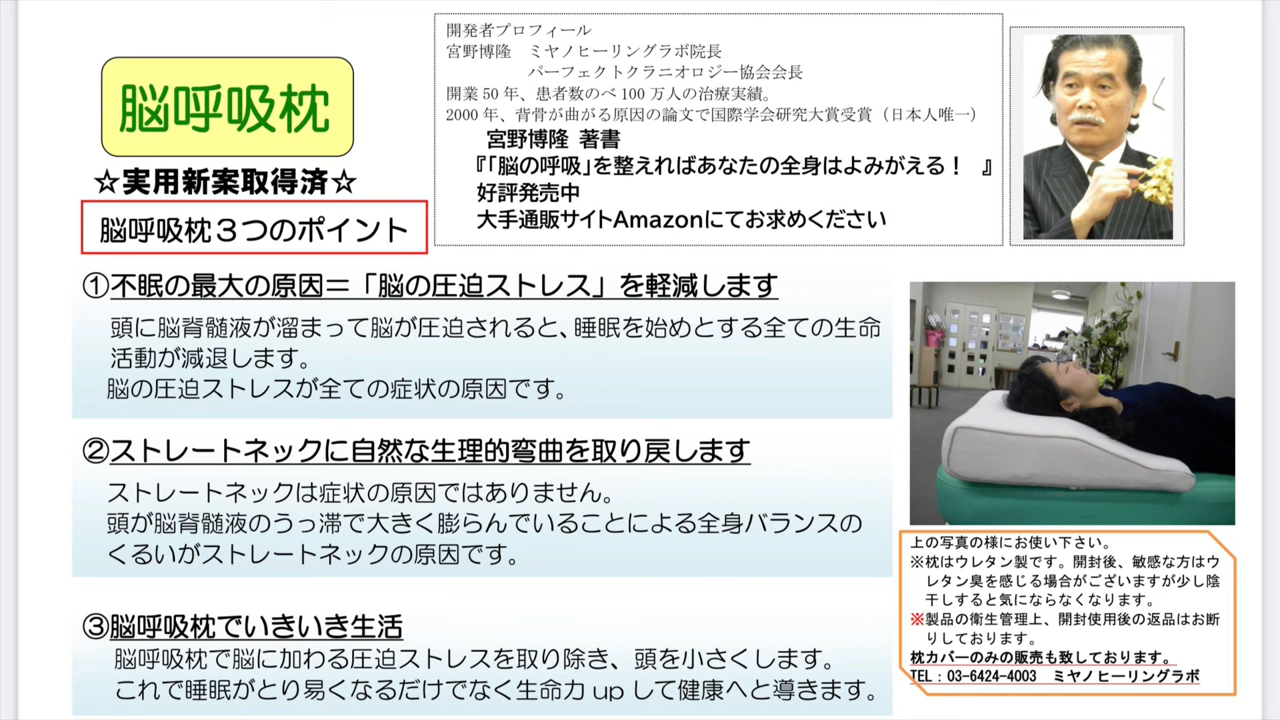 脳呼吸枕
☆実用新案取得済☆
脳呼吸枕３つのポイント
開発者プロフィール
宮野博隆　ミヤノヒーリングラボ院長
パーフェクトクラニオロジー協会会長
開業 50 年、患者数のべ 100 万人の治療実績。
2000 年、背骨が曲がる原因の論文で国際学会研究大賞受賞（日本人唯一）
宮野博隆 著書
『「脳の呼吸」を整えればあなたの全身はよみがえる！　』
好評発売中
大手通販サイトAmazonにてお求めください
①不眠の最大の原因＝「脳の圧迫ストレス」を軽減します
頭に脳脊髄液が溜まって脳が圧迫されると、睡眠を始めとする全ての生命
活動が減退します。
脳の圧迫ストレスが全ての症状の原因です。
②ストレートネックに自然な生理的弯曲を取り戻します
ストレートネックは症状の原因ではありません。
頭が脳脊髄液のうっ滞で大きく膨らんでいることによる全身バランスの
くるいがストレートネックの原因です。
③脳呼吸枕でいきいき生活
脳呼吸枕で脳に加わる圧迫ストレスを取り除き、頭を小さくします。
これで睡眠がとり易くなるだけでなく生命力 up して健康へと導きます。
上の写真の様にお使い下さい。
※枕はウレタン製です。開封後、敏感な方はウ
レタン臭を感じる場合がございますが少し陰
干しすると気にならなくなります。
※製品の衛生管理上、開封使用後の返品はお断
りしております。
枕カバーのみの販売も致しております。
TEL：03-6424-4003　ミヤノヒーリングラボ